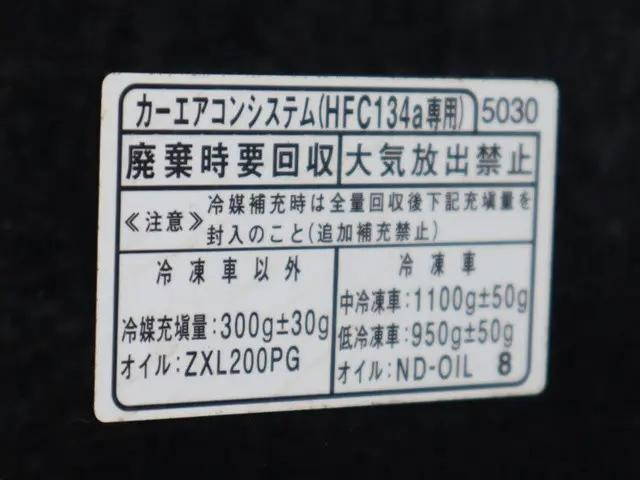 カーエアコンシステム(HFC134a専用) 5030
廃棄時要回収 大気放出禁止
≪注意≫ 冷媒補充時は全量回収後下記充塡量を
封入のこと(追加補充禁止)
冷凍車以外
冷媒充塡量:300g±30g
オイル:ZXL200PG
冷凍車
中冷凍車:1100g±50g
低冷凍車:950g±50g
オイル:ND-OIL 8